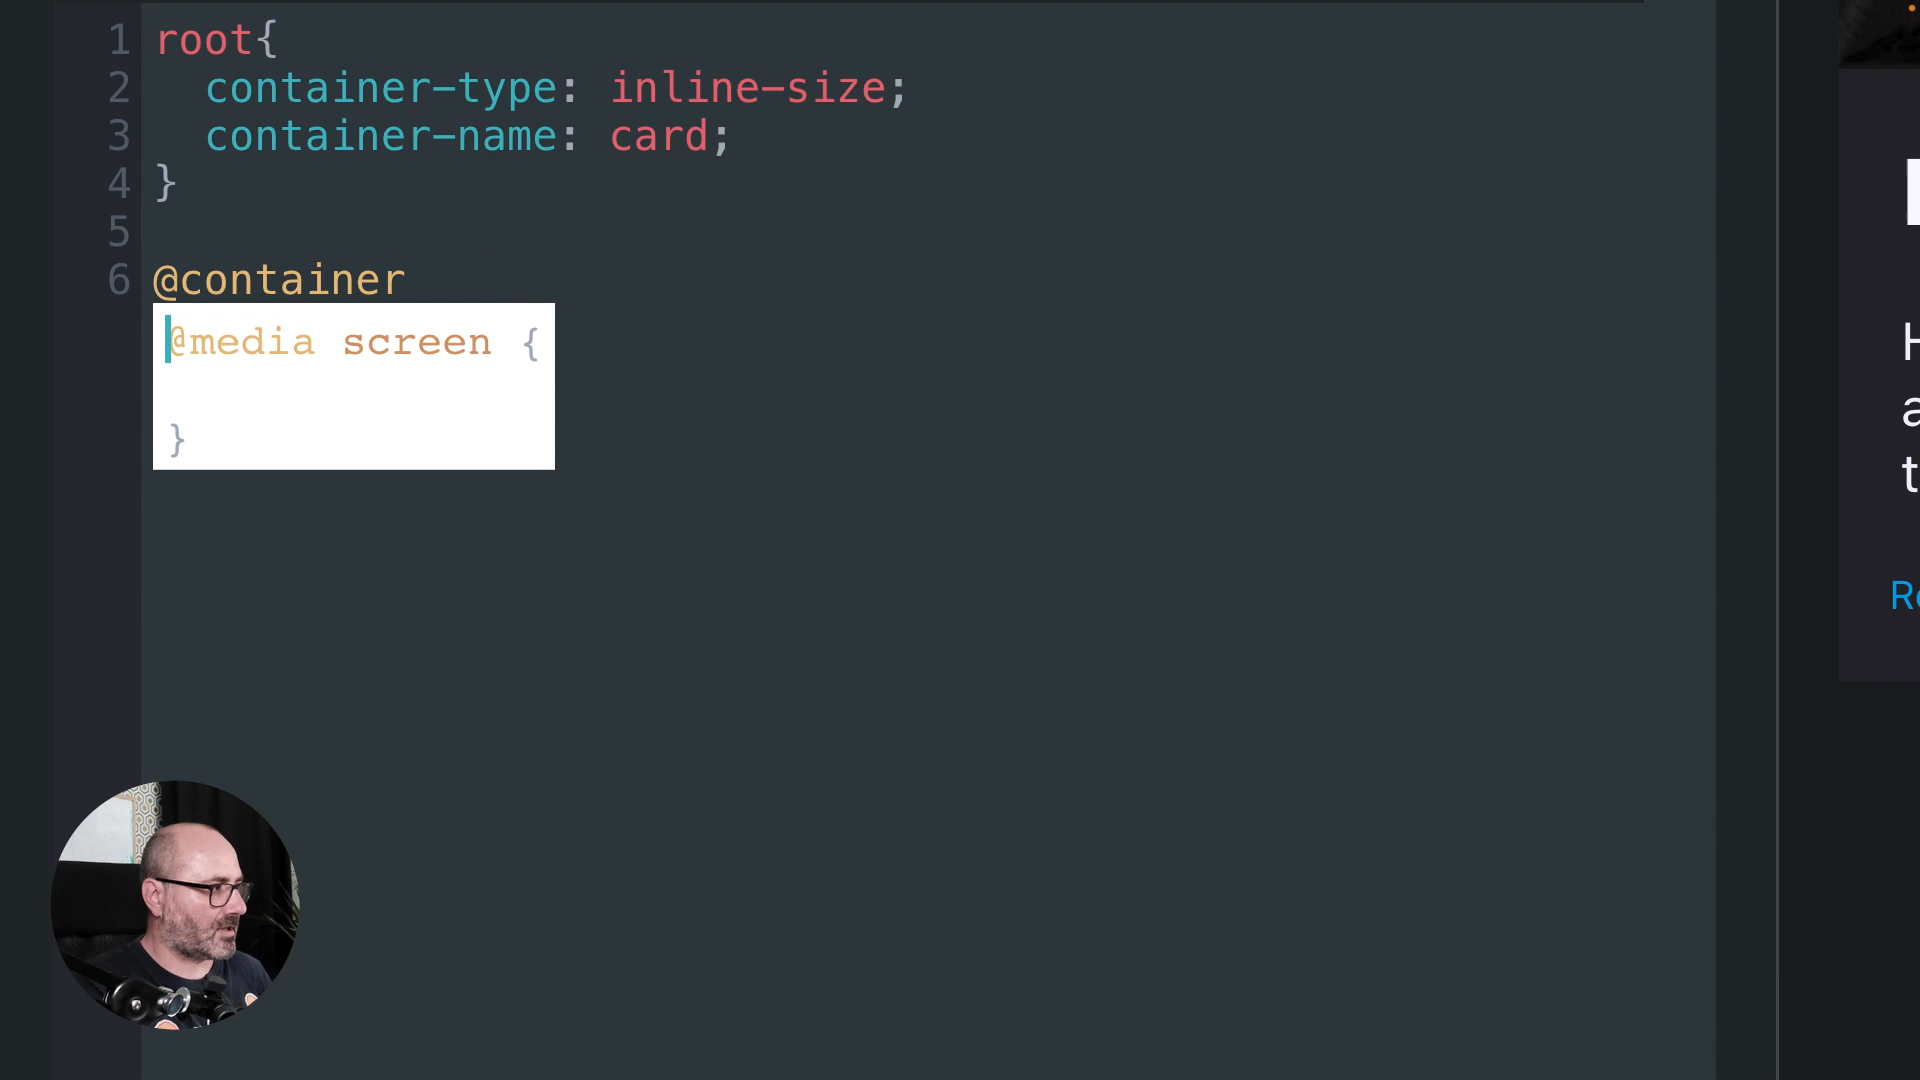 1 root{
2 container-type: inline-size;
3 container-name: card;
4 }
5
6 @container
@media screen {
}
H
a
t